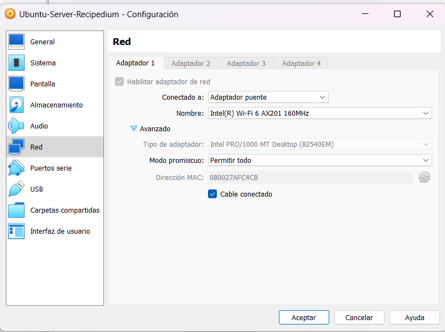 Ubuntu-Server-Recipedium - Configuración
General
Sistema
Pantalla
Almacenamiento
Audio
Red
Puertos serie
USB
Carpetas compartidas
Interfaz de usuario
Red
Adaptador 1 Adaptador 2 Adaptador 3 Adaptador 4
Habilitar adaptador de red
Conectado a: Adaptador puente
Nombre: Intel(R) Wi-Fi 6 AX201 160MHz
Avanzado
Tipo de adaptador: Intel PRO/1000 MT Desktop (82540EM)
Modo promiscuo: Permitir todo
Dirección MAC: 080027AFC4CB
Cable conectado
Aceptar Cancelar Ayuda